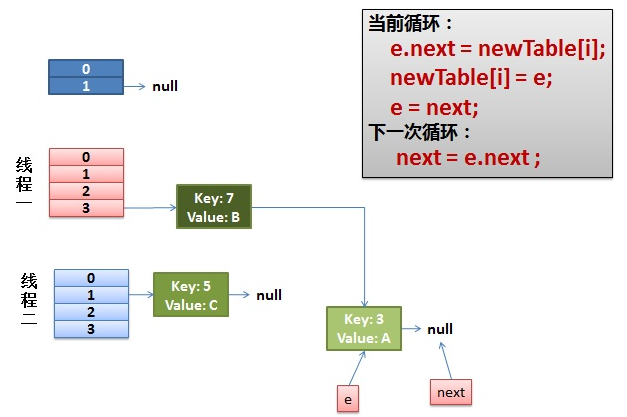 当前循环：
e.next = newTable[i];
newTable[i] = e;
e = next;
下一次循环：
next = e.next ;
0
1
null
线程一
0
1
2
3
Key: 7
Value: B
线程二
0
1
2
3
Key: 5
Value: C
null
Key: 3
Value: A
null
e
next